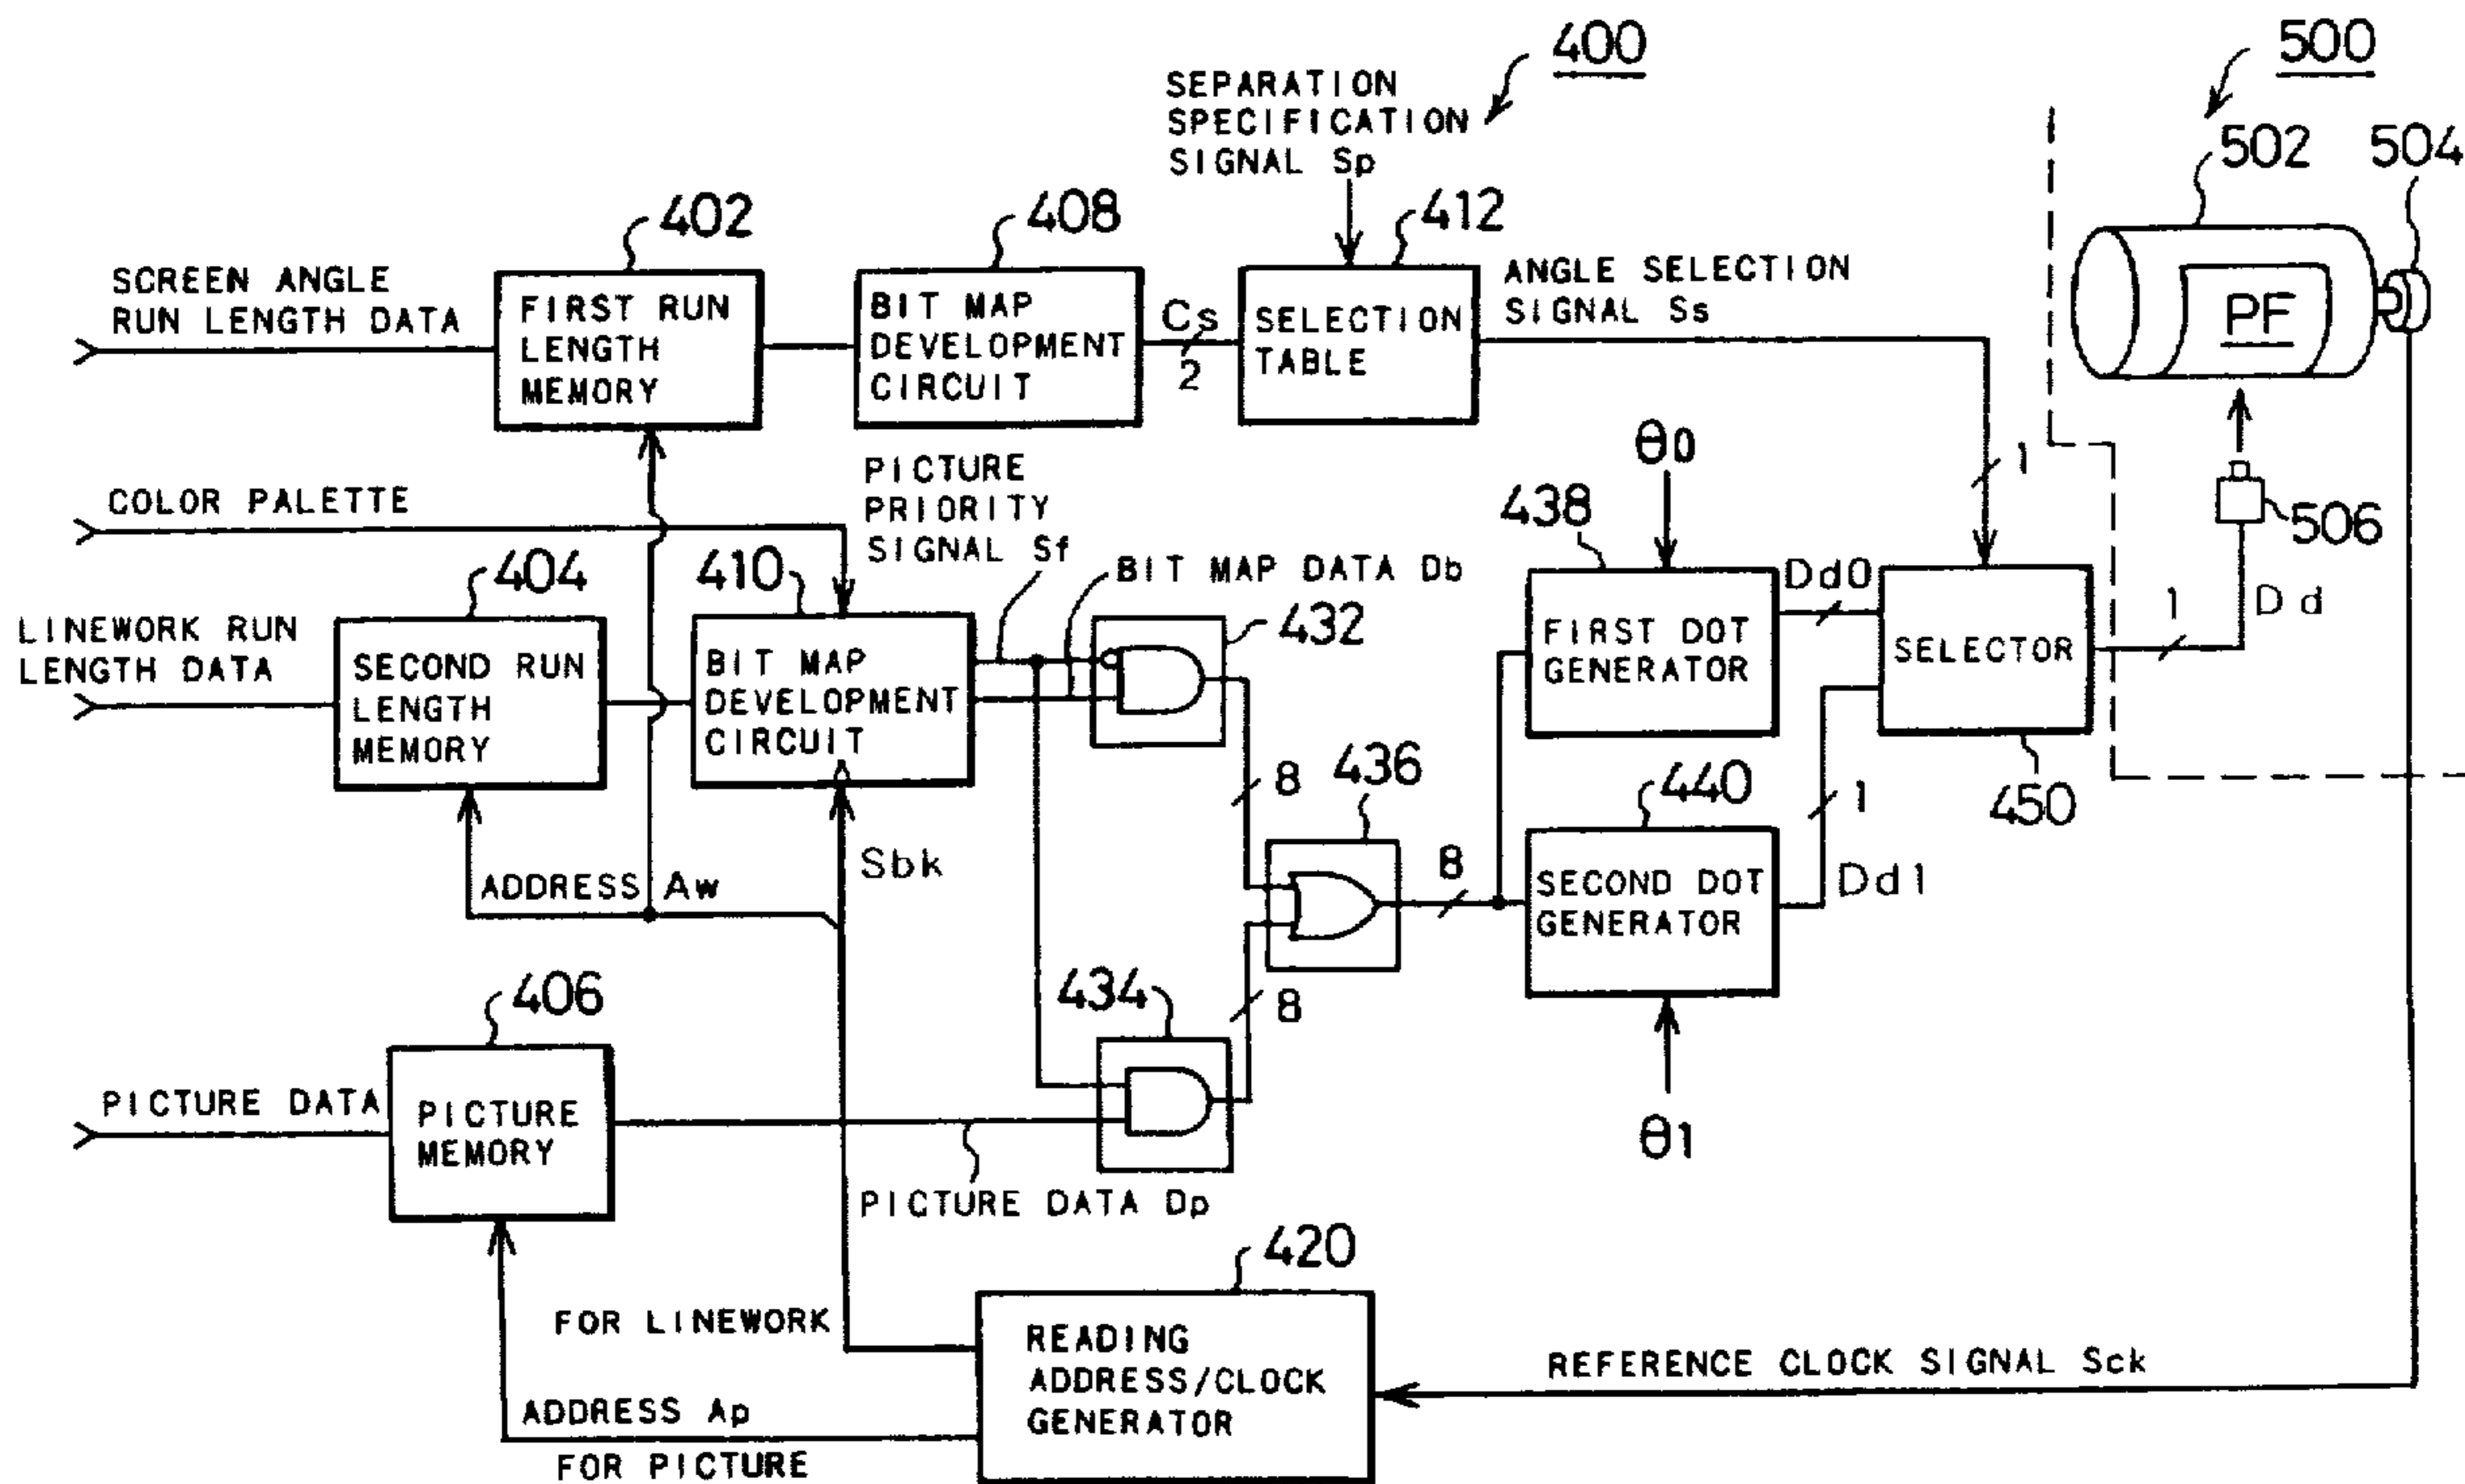 400
500
SEPARATION
SPECIFICATION
SIGNAL Sp
502
504
402
408
412
SCREEN ANGLE
RUN LENGTH DATA
FIRST RUN
LENGTH
MEMORY
BIT MAP
DEVELOPMENT
CIRCUIT
Cs
2
SELECTION
TABLE
ANGLE SELECTION
SIGNAL Ss
PF
COLOR PALETTE
PICTURE
PRIORITY
SIGNAL Sf
θ0
1
506
404
410
BIT MAP DATA Db
432
438
Dd0
1
Dd
LINEWORK RUN
LENGTH DATA
SECOND RUN
LENGTH
MEMORY
BIT MAP
DEVELOPMENT
CIRCUIT
FIRST DOT
GENERATOR
SELECTOR
450
8
436
440
1
ADDRESS Aw
Sbk
8
SECOND DOT
GENERATOR
Dd1
406
434
8
PICTURE DATA
PICTURE
MEMORY
θ1
PICTURE DATA Dp
420
FOR LINEWORK
READING
ADDRESS/CLOCK
GENERATOR
REFERENCE CLOCK SIGNAL Sck
ADDRESS Ap
FOR PICTURE